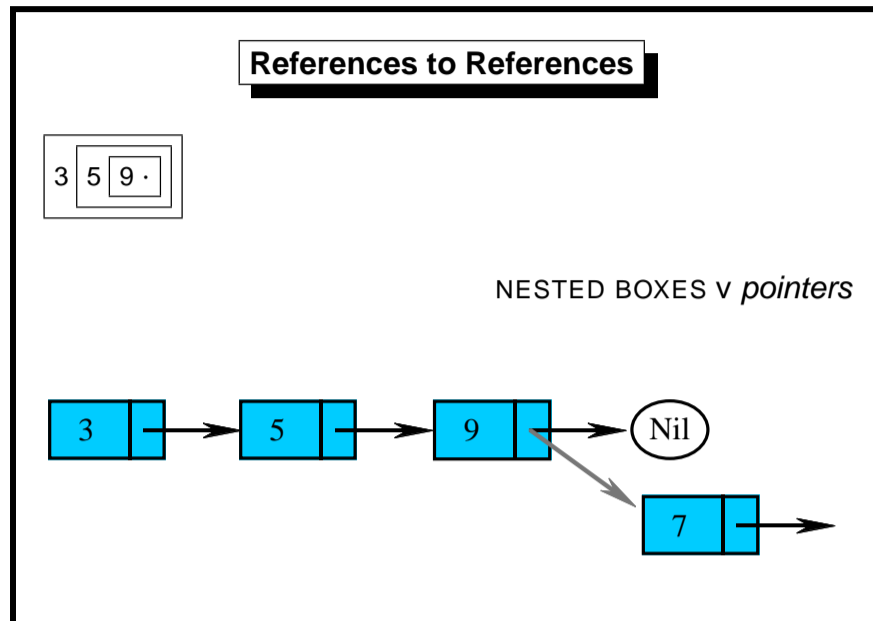 References to References
3 5 9 ·
NESTED BOXES v pointers
3 5 9 Nil
7